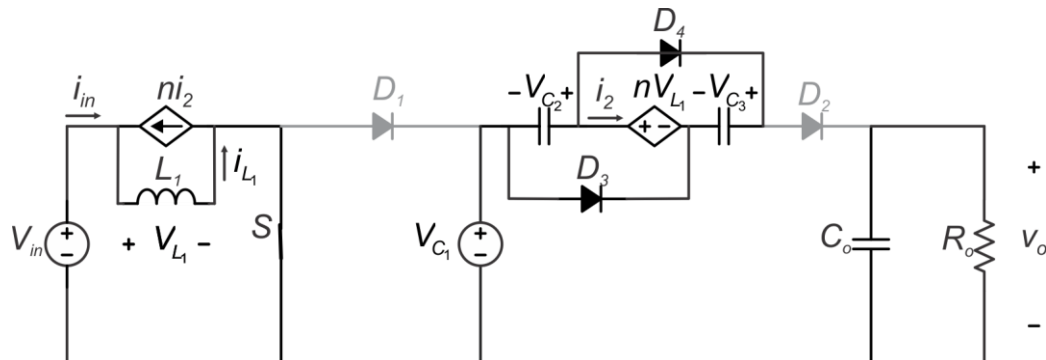 D4
iin
ni2
D1
- VC2 +
i2
nVL1
- VC3 +
D2
+ -
L1
iL1
D3
Vin
+ -
+ VL1 -
S
VC1
+ -
Co
Ro
+
vo
-